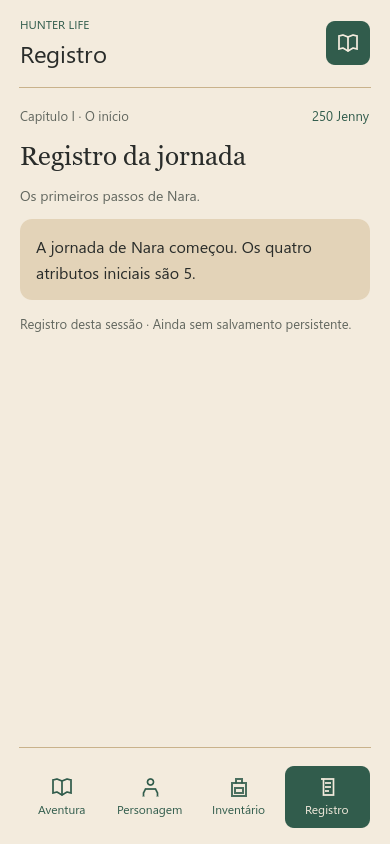 HUNTER LIFE
Registro
Capítulo I · O início
250 Jenny
Registro da jornada
Os primeiros passos de Nara.
A jornada de Nara começou. Os quatro
atributos iniciais são 5.
Registro desta sessão · Ainda sem salvamento persistente.
Aventura
Personagem
Inventário
Registro